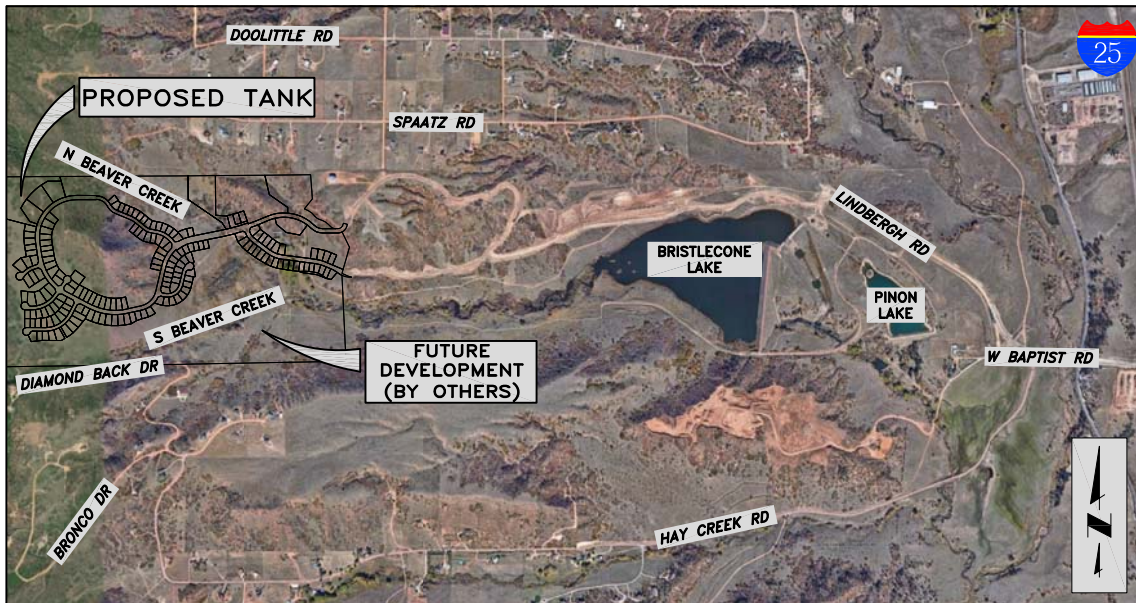 DOOLITTLE RD
25
PROPOSED TANK
SPAATZ RD
N BEAVER CREEK
LINDBERGH RD
BRISTLECONE
LAKE
PINON
LAKE
S BEAVER CREEK
FUTURE
DEVELOPMENT
(BY OTHERS)
W BAPTIST RD
DIAMOND BACK DR
BRONCO DR
HAY CREEK RD
N